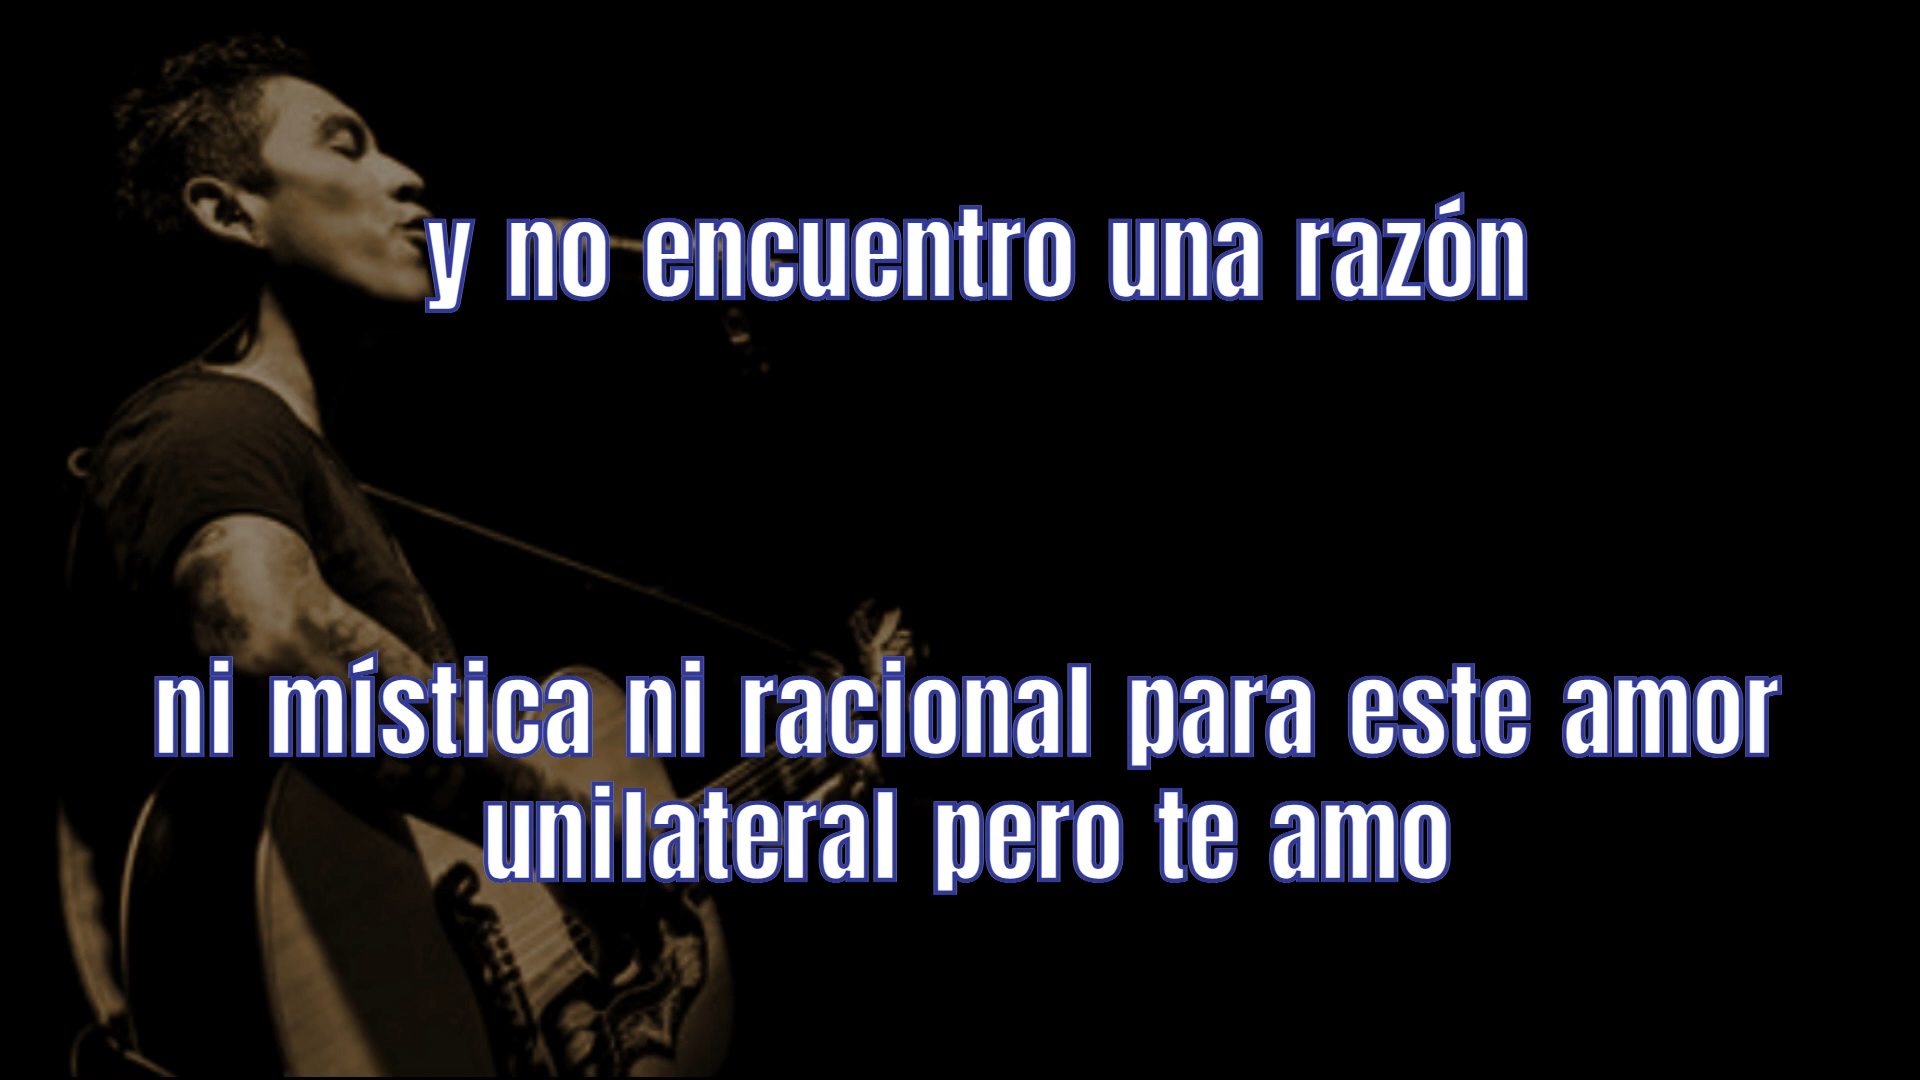 y no encuentro una razón
ni mística ni racional para este amor
unilateral pero te amo